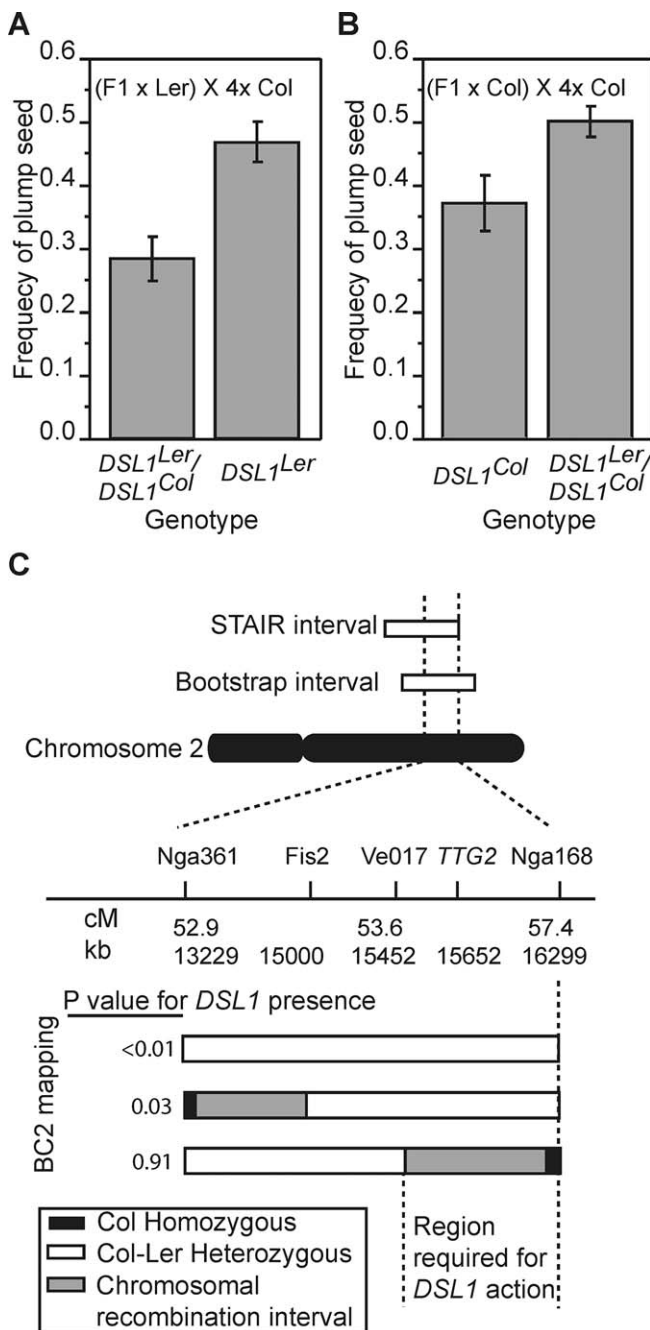 A
Frequecy of plump seed
0.6
0.5
0.4
0.3
0.2
0.1
0.0
(F1 x Ler) X 4x Col
DSL1Ler/
DSL1Col
DSL1Ler
Genotype
B
Frequecy of plump seed
0.6
0.5
0.4
0.3
0.2
0.1
0.0
(F1 x Col) X 4x Col
DSL1Col
DSL1Ler/
DSL1Col
Genotype
C
STAIR interval
Bootstrap interval
Chromosome 2
Nga361 Fis2 Ve017 TTG2 Nga168
cM 52.9 53.6 57.4
kb 13229 15000 15452 15652 16299
P value for DSL1 presence
BC2 mapping
<0.01
0.03
0.91
Col Homozygous
Col-Ler Heterozygous
Chromosomal
recombination interval
Region
required for
DSL1 action